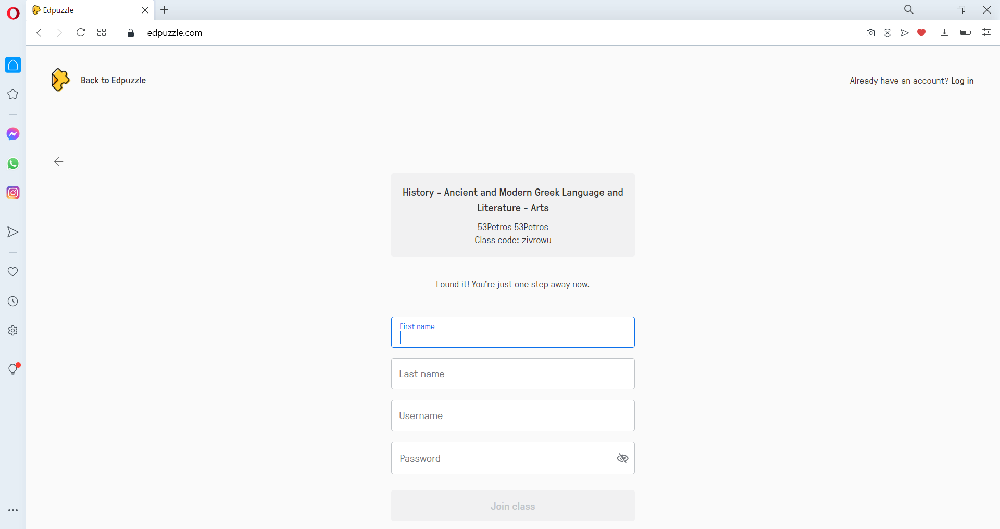 Edpuzzle
edpuzzle.com
Back to Edpuzzle
Already have an account? Log in
History - Ancient and Modern Greek Language and
Literature - Arts
53Petros 53Petros
Class code: zivrowu
Found it! You're just one step away now.
First name
Last name
Username
Password
Join class